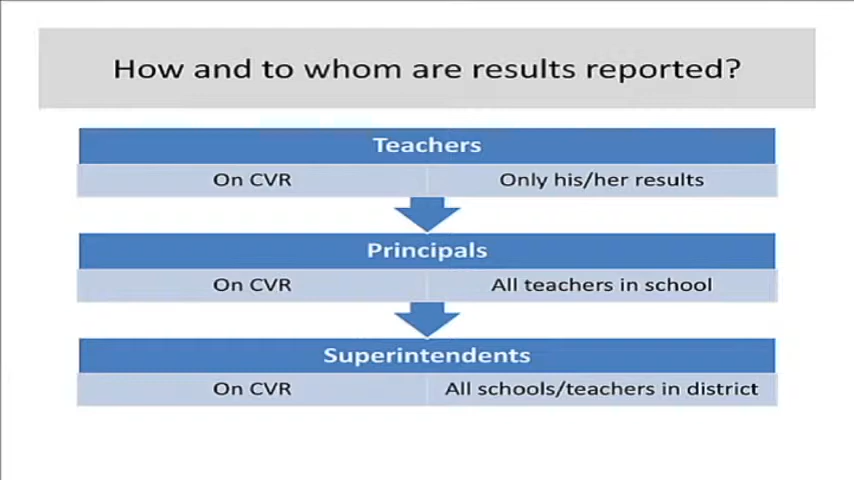 How and to whom are results reported?
Teachers
On CVR Only his/her results
Principals
On CVR All teachers in school
Superintendents
On CVR All schools/teachers in district